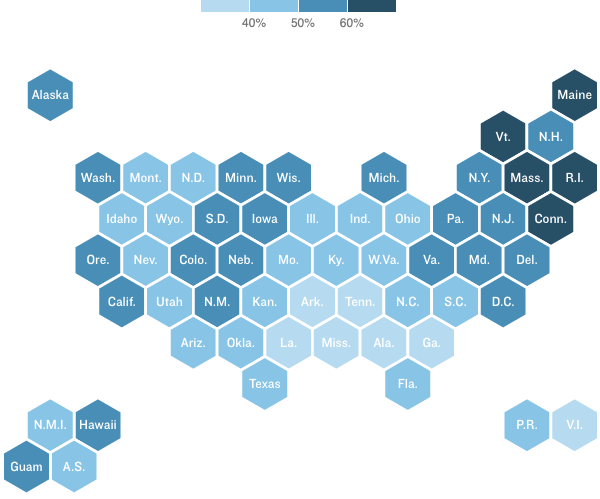 40% 50% 60%
Alaska Maine
Vt. N.H.
Wash. Mont. N.D. Minn. Wis. Mich. N.Y. Mass. R.I.
Idaho Wyo. S.D. Iowa Ill. Ind. Ohio Pa. N.J. Conn.
Ore. Nev. Colo. Neb. Mo. Ky. W.Va. Va. Md. Del.
Calif. Utah N.M. Kan. Ark. Tenn. N.C. S.C. D.C.
Ariz. Okla. La. Miss. Ala. Ga.
Texas Fla.
N.M.I. Hawaii P.R. V.I.
Guam A.S.